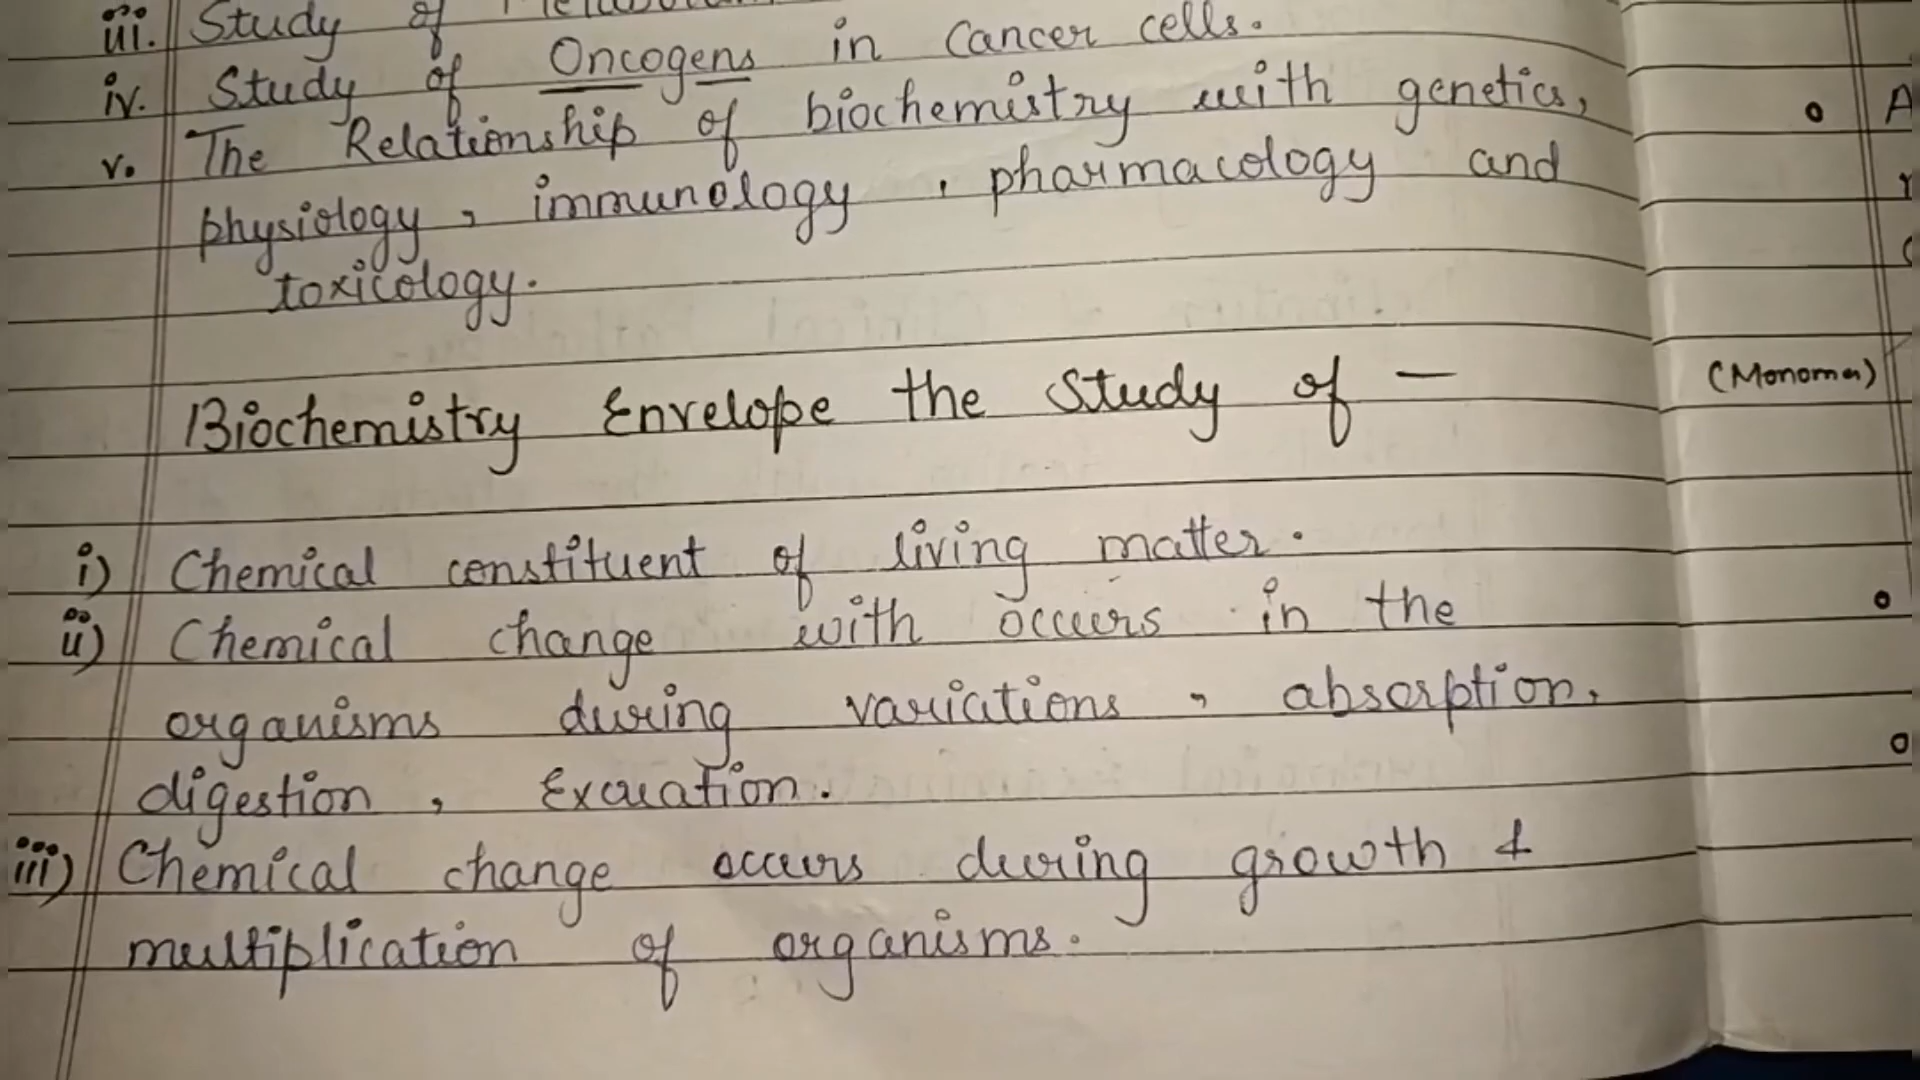 iii. Study of
iv. Study of Oncogens in Cancer cells.
v. The Relationship of biochemistry with genetics,
physiology, immunology, pharmacology and
toxicology.
Biochemistry Envelope the Study of —
(Monomer)
i) Chemical constituent of living matter.
ii) Chemical change with occurs in the
organisms during variations, absorption,
digestion, Excreation.
iii) Chemical change occurs during growth &
multiplication of organisms.